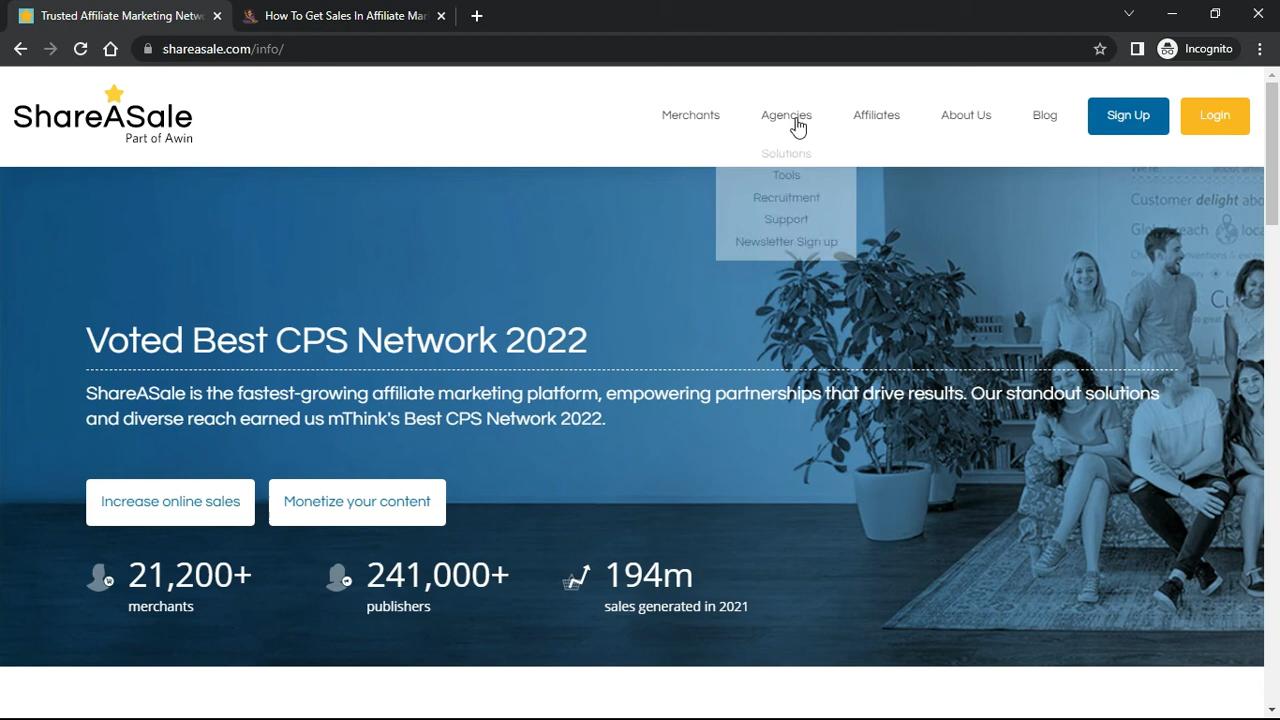 Trusted Affiliate Marketing Netwo
How To Get Sales In Affiliate Mar
shareasale.com/info/
Incognito
ShareASale
Part of Awin
Merchants
Agencies
Affiliates
About Us
Blog
Sign Up
Login
Solutions
Tools
Recruitment
Support
Newsletter Sign up
Customer delight abo
Global reach
Voted Best CPS Network 2022
ShareASale is the fastest-growing affiliate marketing platform, empowering partnerships that drive results. Our standout solutions
and diverse reach earned us mThink's Best CPS Network 2022.
Increase online sales
Monetize your content
21,200+
merchants
241,000+
publishers
194m
sales generated in 2021